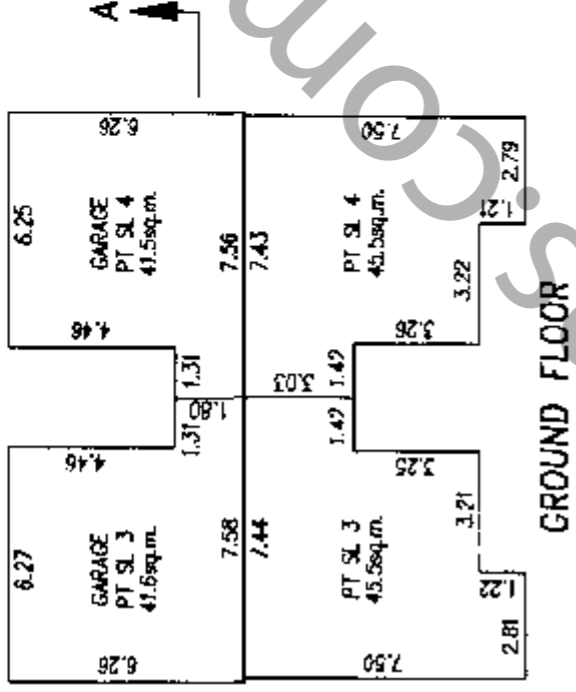 A
6.25
6.26
GARAGE
PT SL 4
41.5sq.m.
4.46
1.31
7.56
7.43
7.50
PT SL 4
45.5sq.m.
2.79
1.21
3.22
3.26
1.42
3.03
1.80
1.31
4.46
1.42
3.25
6.27
GARAGE
PT SL 3
41.6sq.m.
6.26
7.58
7.44
PT SL 3
45.5sq.m.
7.50
3.21
2.81
GROUND FLOOR